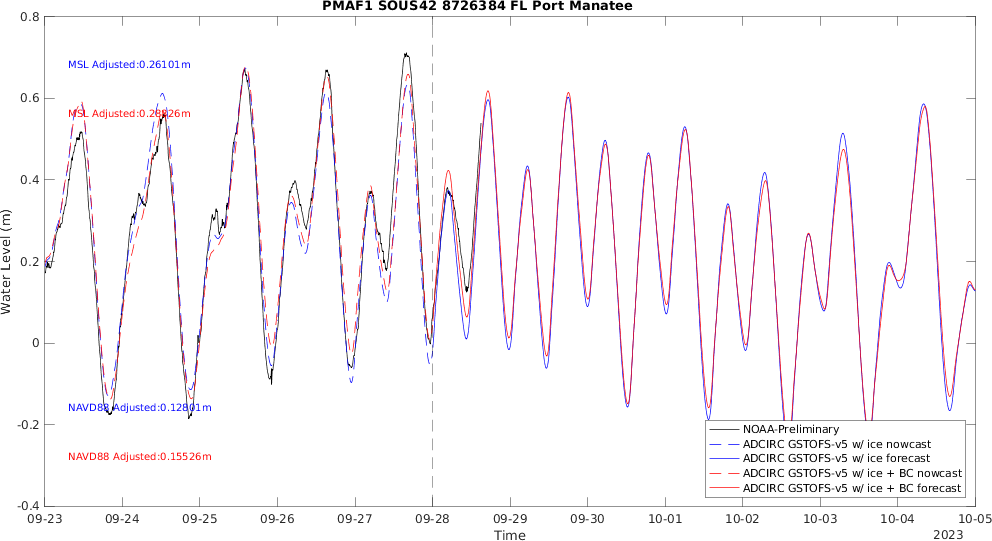 PMAF1 SOUS42 8726384 FL Port Manatee
0.8
0.6
0.4
0.2
0
-0.2
-0.4
Water Level (m)
MSL Adjusted:0.26101m
MSL Adjusted:0.28826m
NAVD88 Adjusted:0.12801m
NAVD88 Adjusted:0.15526m
NOAA-Preliminary
ADCIRC GSTOFS-v5 w/ ice nowcast
ADCIRC GSTOFS-v5 w/ ice forecast
ADCIRC GSTOFS-v5 w/ ice + BC nowcast
ADCIRC GSTOFS-v5 w/ ice + BC forecast
09-23 09-24 09-25 09-26 09-27 09-28 09-29 09-30 10-01 10-02 10-03 10-04 10-05
Time
2023